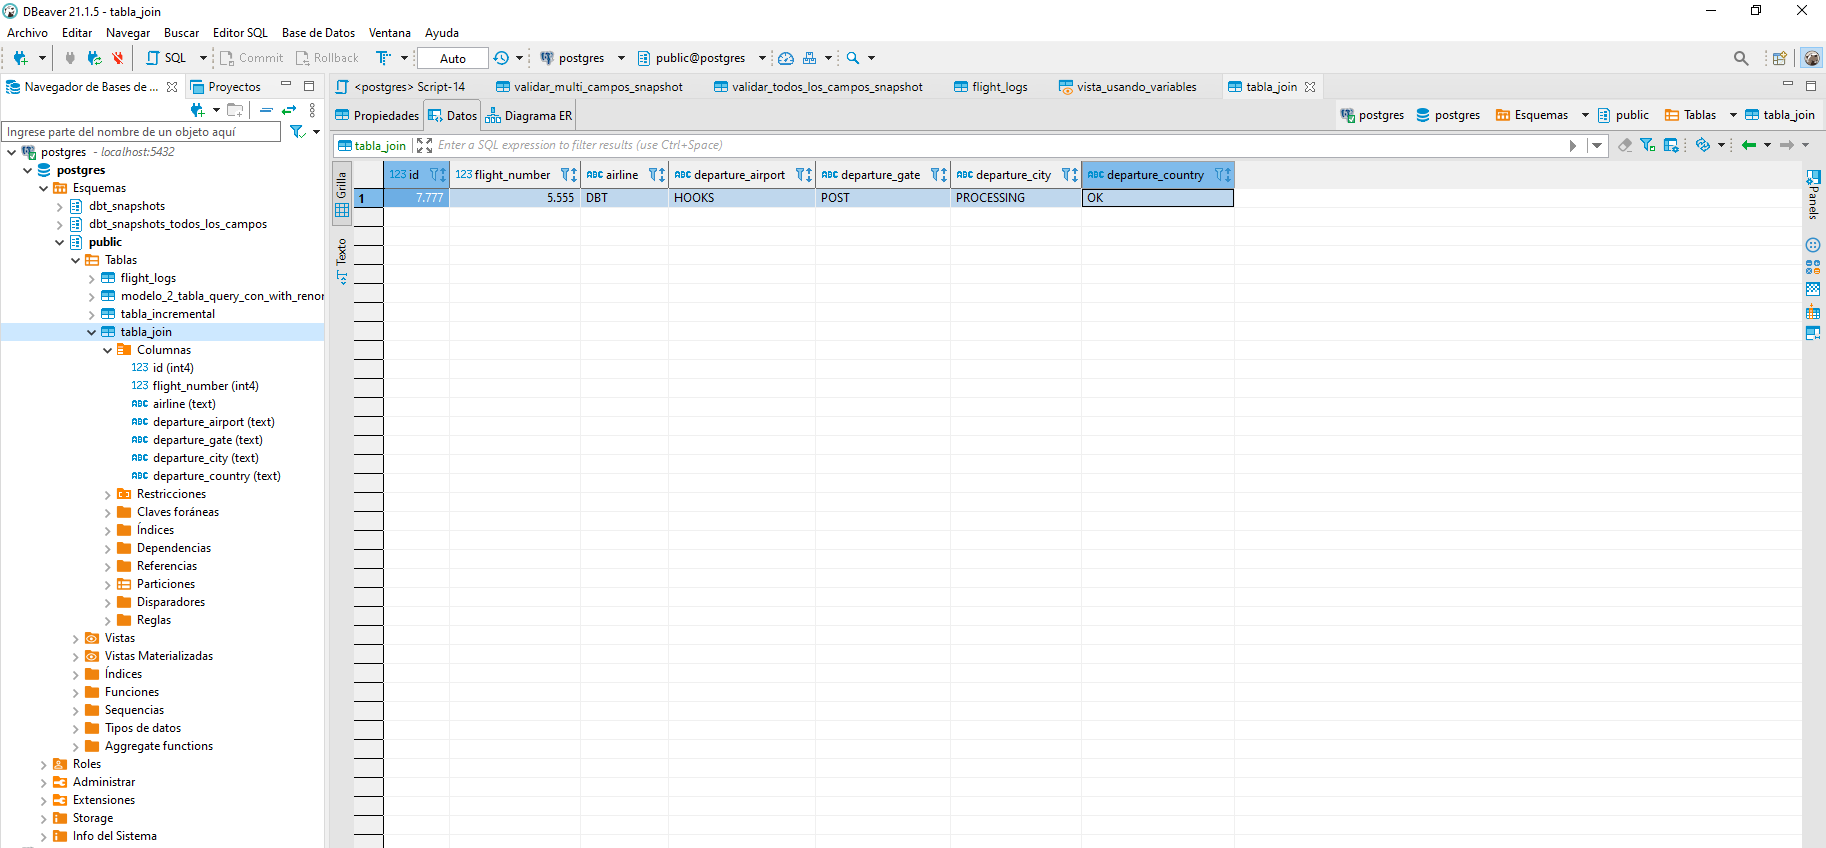 DBeaver 21.1.5 - tabla_join
Archivo Editar Navegar Buscar Editor SQL Base de Datos Ventana Ayuda
SQL Commit Rollback Auto postgres public@postgres
Navegador de Bases de ... Proyectos
<postgres> Script-14 validar_multi_campos_snapshot validar_todos_los_campos_snapshot flight_logs vista_usando_variables tabla_join
Propiedades Datos Diagrama ER
postgres postgres Esquemas public Tablas tabla_join
Ingrese parte del nombre de un objeto aquí
tabla_join Enter a SQL expression to filter results (use Ctrl+Space)
postgres - localhost:5432
postgres
Esquemas
dbt_snapshots
dbt_snapshots_todos_los_campos
public
Tablas
flight_logs
modelo_2_tabla_query_con_with_renor
tabla_incremental
tabla_join
Columnas
123 id (int4)
123 flight_number (int4)
ABC airline (text)
ABC departure_airport (text)
ABC departure_gate (text)
ABC departure_city (text)
ABC departure_country (text)
Restricciones
Claves foráneas
Índices
Dependencias
Referencias
Particiones
Disparadores
Reglas
Vistas
Vistas Materializadas
Índices
Funciones
Sequencias
Tipos de datos
Aggregate functions
Roles
Administrar
Extensiones
Storage
Info del Sistema
Grilla
Texto
123 id 123 flight_number ABC airline ABC departure_airport ABC departure_gate ABC departure_city ABC departure_country
1 7.777 5.555 DBT HOOKS POST PROCESSING OK
Panels